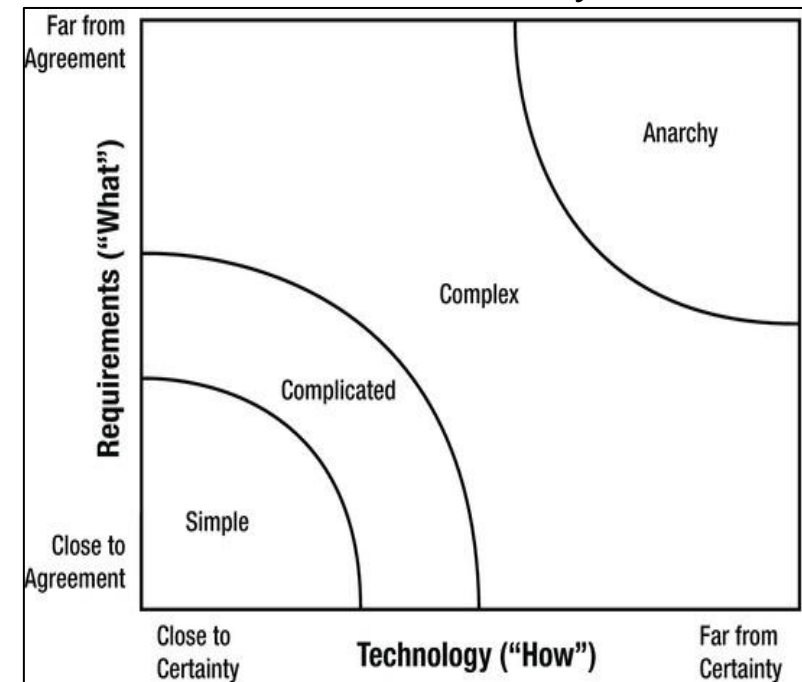 Far from
Agreement
Anarchy
Requirements (“What”)
Complex
Complicated
Simple
Close to
Agreement
Close to
Certainty
Technology (“How”)
Far from
Certainty